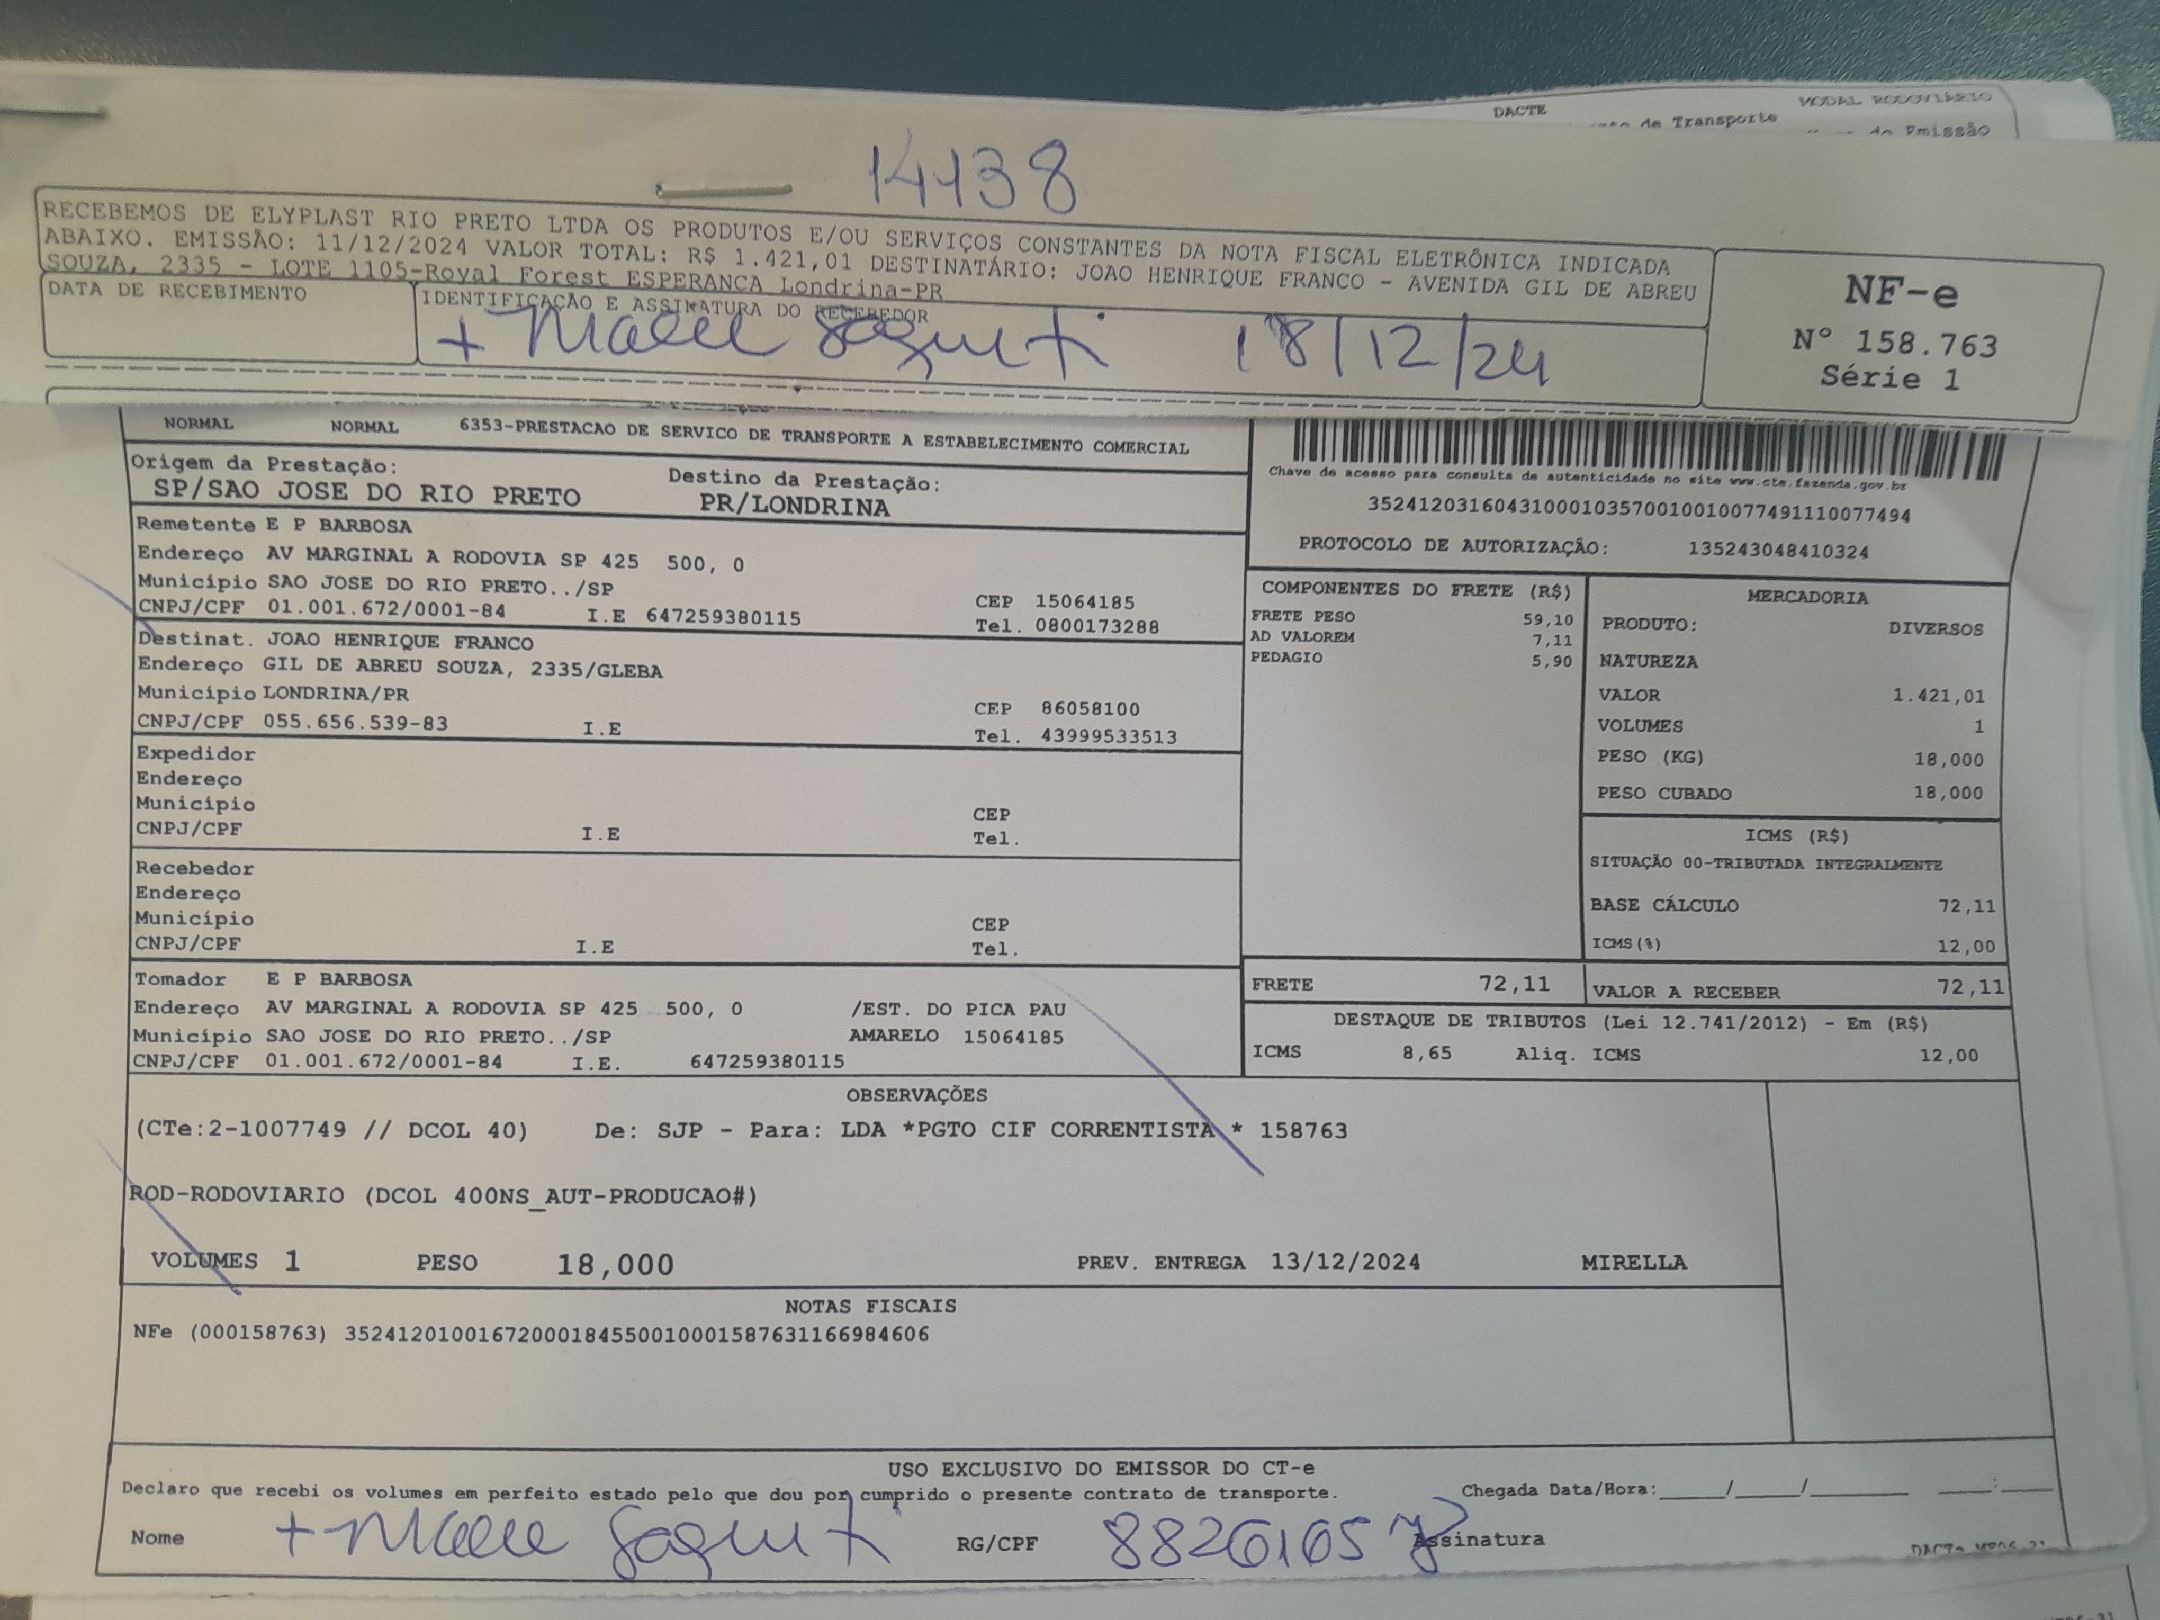 DACTE
MODAL RODOVIÁRIO
de Transporte
de Emissão
14138
RECEBEMOS DE ELYPLAST RIO PRETO LTDA OS PRODUTOS E/OU SERVIÇOS CONSTANTES DA NOTA FISCAL ELETRÔNICA INDICADA
ABAIXO. EMISSÃO: 11/12/2024 VALOR TOTAL: R$ 1.421,01 DESTINATÁRIO: JOAO HENRIQUE FRANCO - AVENIDA GIL DE ABREU
SOUZA, 2335 - LOTE 1105-Royal Forest ESPERANCA Londrina-PR
DATA DE RECEBIMENTO
IDENTIFICAÇÃO E ASSINATURA DO RECEBEDOR
18/12/24
NF-e
Nº 158.763
Série 1
NORMAL NORMAL 6353-PRESTACAO DE SERVICO DE TRANSPORTE A ESTABELECIMENTO COMERCIAL
Origem da Prestação: Destino da Prestação:
SP/SAO JOSE DO RIO PRETO PR/LONDRINA
Chave de acesso para consulta de autenticidade no site www.cte.fazenda.gov.br
35241203160431000103570010010077491110077494
PROTOCOLO DE AUTORIZAÇÃO: 135243048410324
Remetente E P BARBOSA
Endereço AV MARGINAL A RODOVIA SP 425 500, 0
Município SAO JOSE DO RIO PRETO../SP CEP 15064185
CNPJ/CPF 01.001.672/0001-84 I.E 647259380115 Tel. 0800173288
Destinat. JOAO HENRIQUE FRANCO
Endereço GIL DE ABREU SOUZA, 2335/GLEBA
Município LONDRINA/PR CEP 86058100
CNPJ/CPF 055.656.539-83 I.E Tel. 43999533513
Expedidor
Endereço
Município CEP
CNPJ/CPF I.E Tel.
Recebedor
Endereço
Município CEP
CNPJ/CPF I.E Tel.
Tomador E P BARBOSA
Endereço AV MARGINAL A RODOVIA SP 425 500, 0 /EST. DO PICA PAU
Município SAO JOSE DO RIO PRETO../SP AMARELO 15064185
CNPJ/CPF 01.001.672/0001-84 I.E. 647259380115
COMPONENTES DO FRETE (R$)
FRETE PESO 59,10
AD VALOREM 7,11
PEDAGIO 5,90
MERCADORIA
PRODUTO: DIVERSOS
NATUREZA
VALOR 1.421,01
VOLUMES 1
PESO (KG) 18,000
PESO CUBADO 18,000
ICMS (R$)
SITUAÇÃO 00-TRIBUTADA INTEGRALMENTE
BASE CÁLCULO 72,11
ICMS(%) 12,00
FRETE 72,11 VALOR A RECEBER 72,11
DESTAQUE DE TRIBUTOS (Lei 12.741/2012) - Em (R$)
ICMS 8,65 Aliq. ICMS 12,00
OBSERVAÇÕES
(CTe:2-1007749 // DCOL 40) De: SJP - Para: LDA *PGTO CIF CORRENTISTA * 158763
ROD-RODOVIARIO (DCOL 400NS_AUT-PRODUCAO#)
VOLUMES 1 PESO 18,000 PREV. ENTREGA 13/12/2024 MIRELLA
NOTAS FISCAIS
NFe (000158763) 35241201001672000184550010001587631166984606
USO EXCLUSIVO DO EMISSOR DO CT-e
Declaro que recebi os volumes em perfeito estado pelo que dou por cumprido o presente contrato de transporte. Chegada Data/Hora:_____/_____/_______ ___:___
Nome RG/CPF 88261057 Assinatura